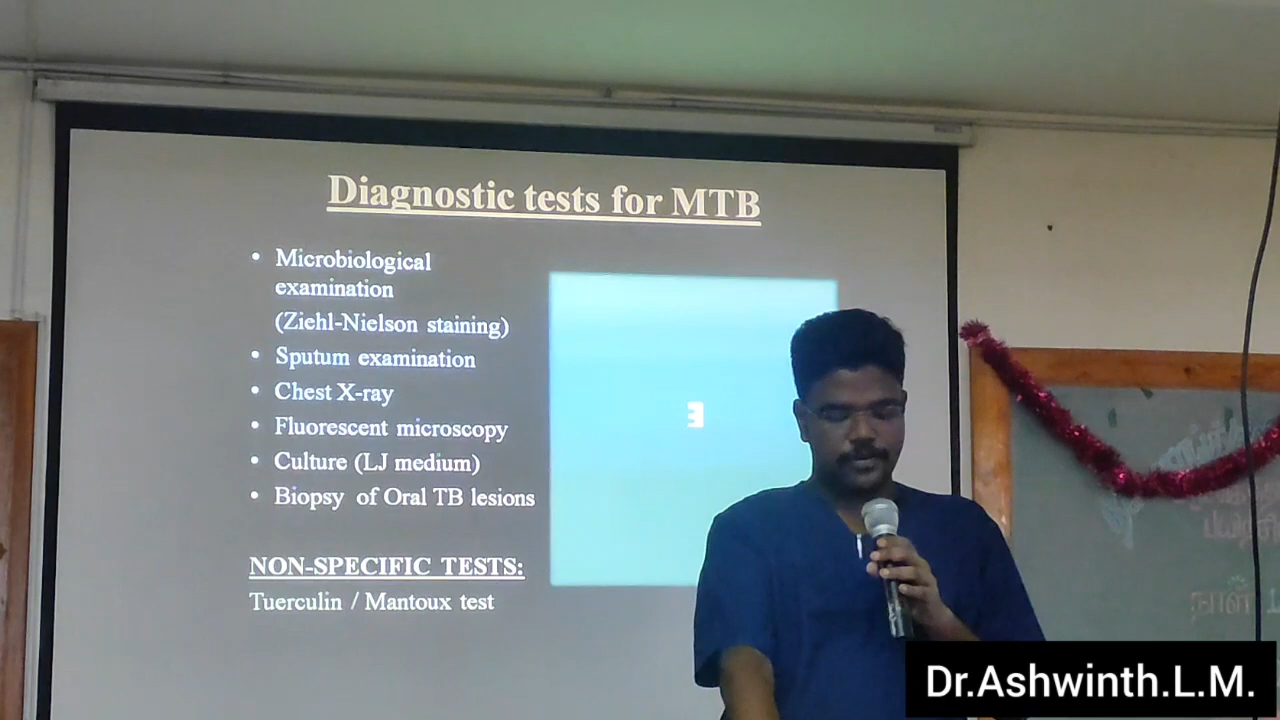 Diagnostic tests for MTB
• Microbiological
examination
(Ziehl-Nielson staining)
• Sputum examination
• Chest X-ray
• Fluorescent microscopy
• Culture (LJ medium)
• Biopsy of Oral TB lesions
NON-SPECIFIC TESTS:
Tuerculin / Mantoux test
நாள்
Dr.Ashwinth.L.M.